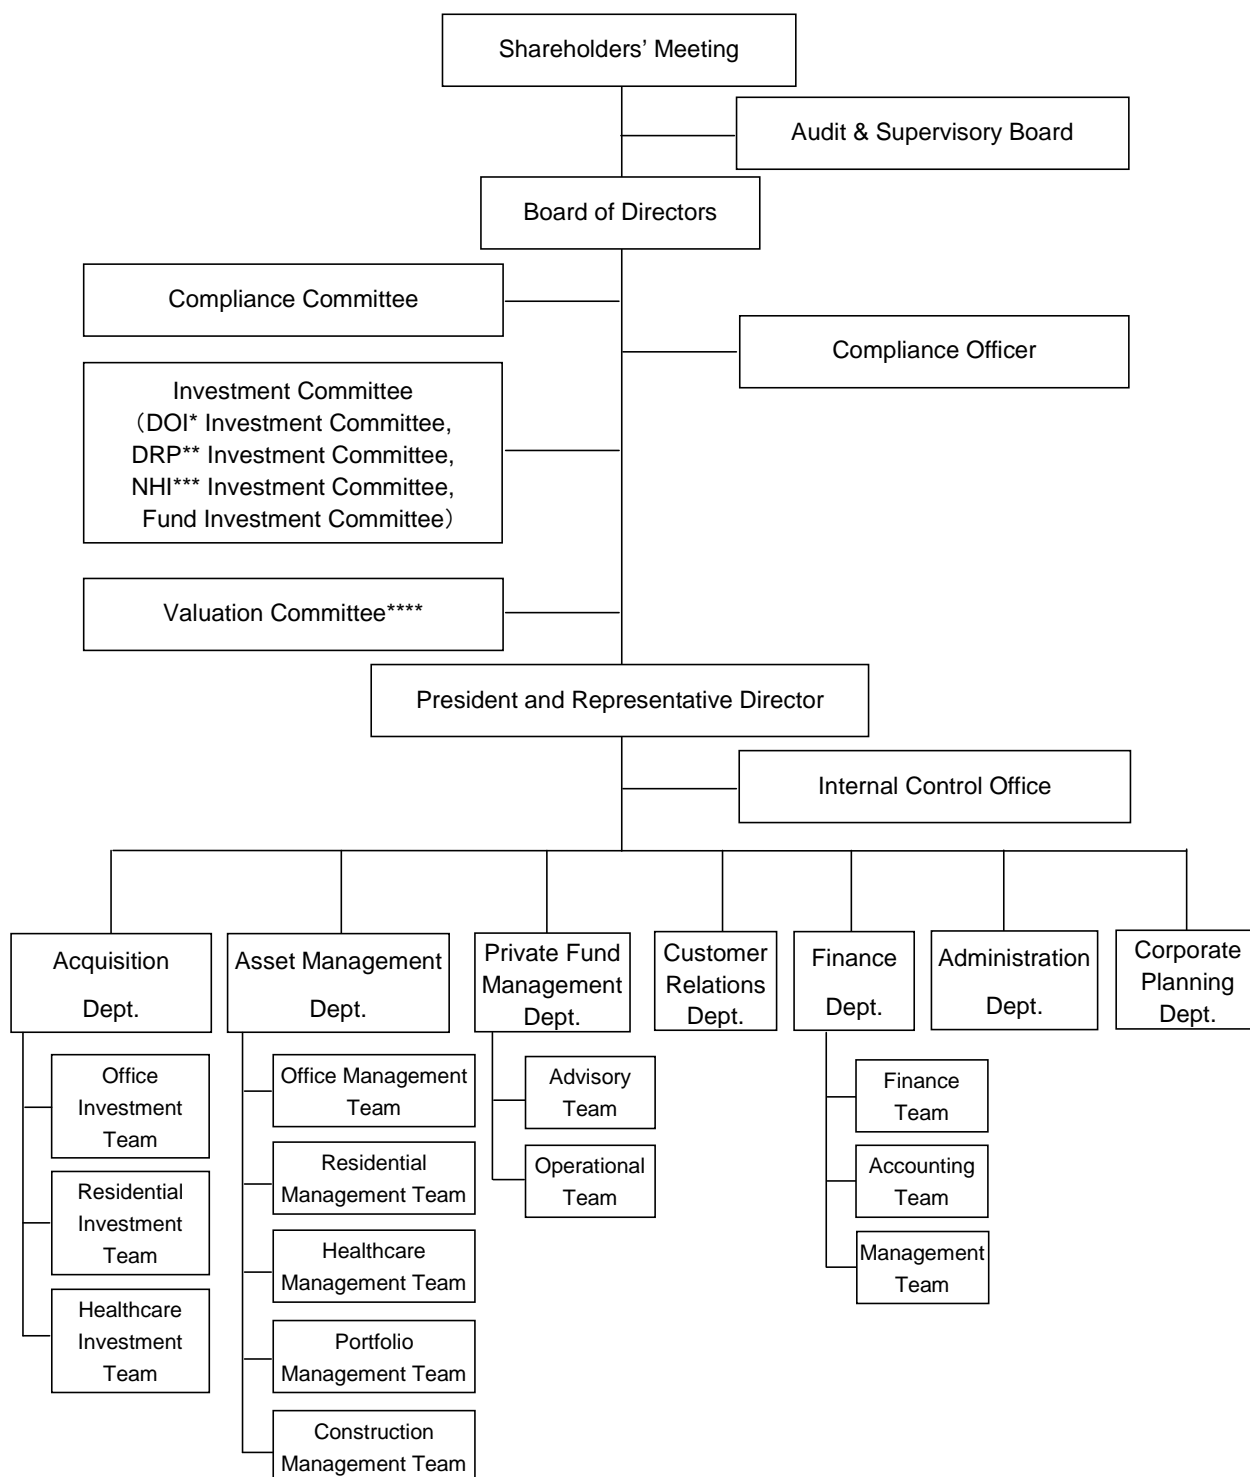 Shareholders’ Meeting
Audit & Supervisory Board
Board of Directors
Compliance Committee
Compliance Officer
Investment Committee
（DOI* Investment Committee,
DRP** Investment Committee,
NHI*** Investment Committee,
Fund Investment Committee）
Valuation Committee****
President and Representative Director
Internal Control Office
Acquisition
Dept.
Asset Management
Dept.
Private Fund
Management
Dept.
Customer
Relations
Dept.
Finance
Dept.
Administration
Dept.
Corporate
Planning
Dept.
Office
Investment
Team
Residential
Investment
Team
Healthcare
Investment
Team
Office Management
Team
Residential
Management Team
Healthcare
Management Team
Portfolio
Management Team
Construction
Management Team
Advisory
Team
Operational
Team
Finance
Team
Accounting
Team
Management
Team